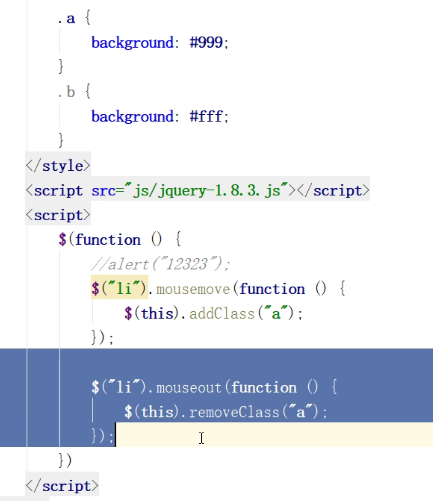 .a {
background: #999;
}
.b {
background: #fff;
}
</style>
<script src="js/jquery-1.8.3.js"></script>
<script>
$(function () {
//alert("12323");
$("li").mousemove(function () {
$(this).addClass("a");
});
$("li").mouseout(function () {
$(this).removeClass("a");
});
})
</script>